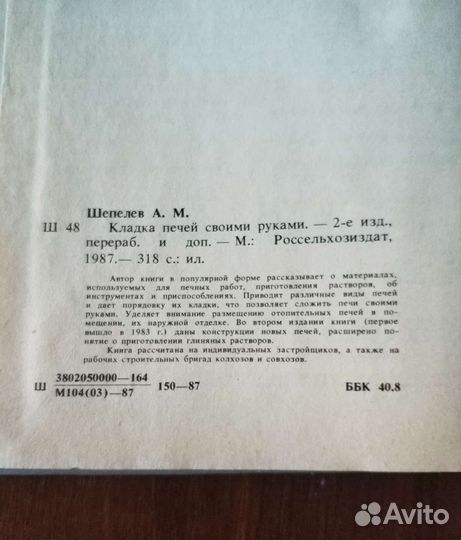 Шепелев А. М.
Ш 48 Кладка печей своими руками. — 2-е изд.,
перераб. и доп. — М.: Россельхозиздат,
1987.— 318 с.: ил.
Автор книги в популярной форме рассказывает о материалах,
используемых для печных работ, приготовления растворов, об
инструментах и приспособлениях. Приводит различные виды печей
и дает порядовку их кладки, что позволяет сложить печи своими
руками. Уделяет внимание размещению отопительных печей в по-
мещении, их наружной отделке. Во втором издании книги (первое
вышло в 1983 г.) даны конструкции новых печей, расширено по-
нятие о приготовлении глиняных растворов.
Книга рассчитана на индивидуальных застройщиков, а также на
рабочих строительных бригад колхозов и совхозов.
Ш 3802050000—164 150—87 ББК 40.8
М104(03)—87
Avito